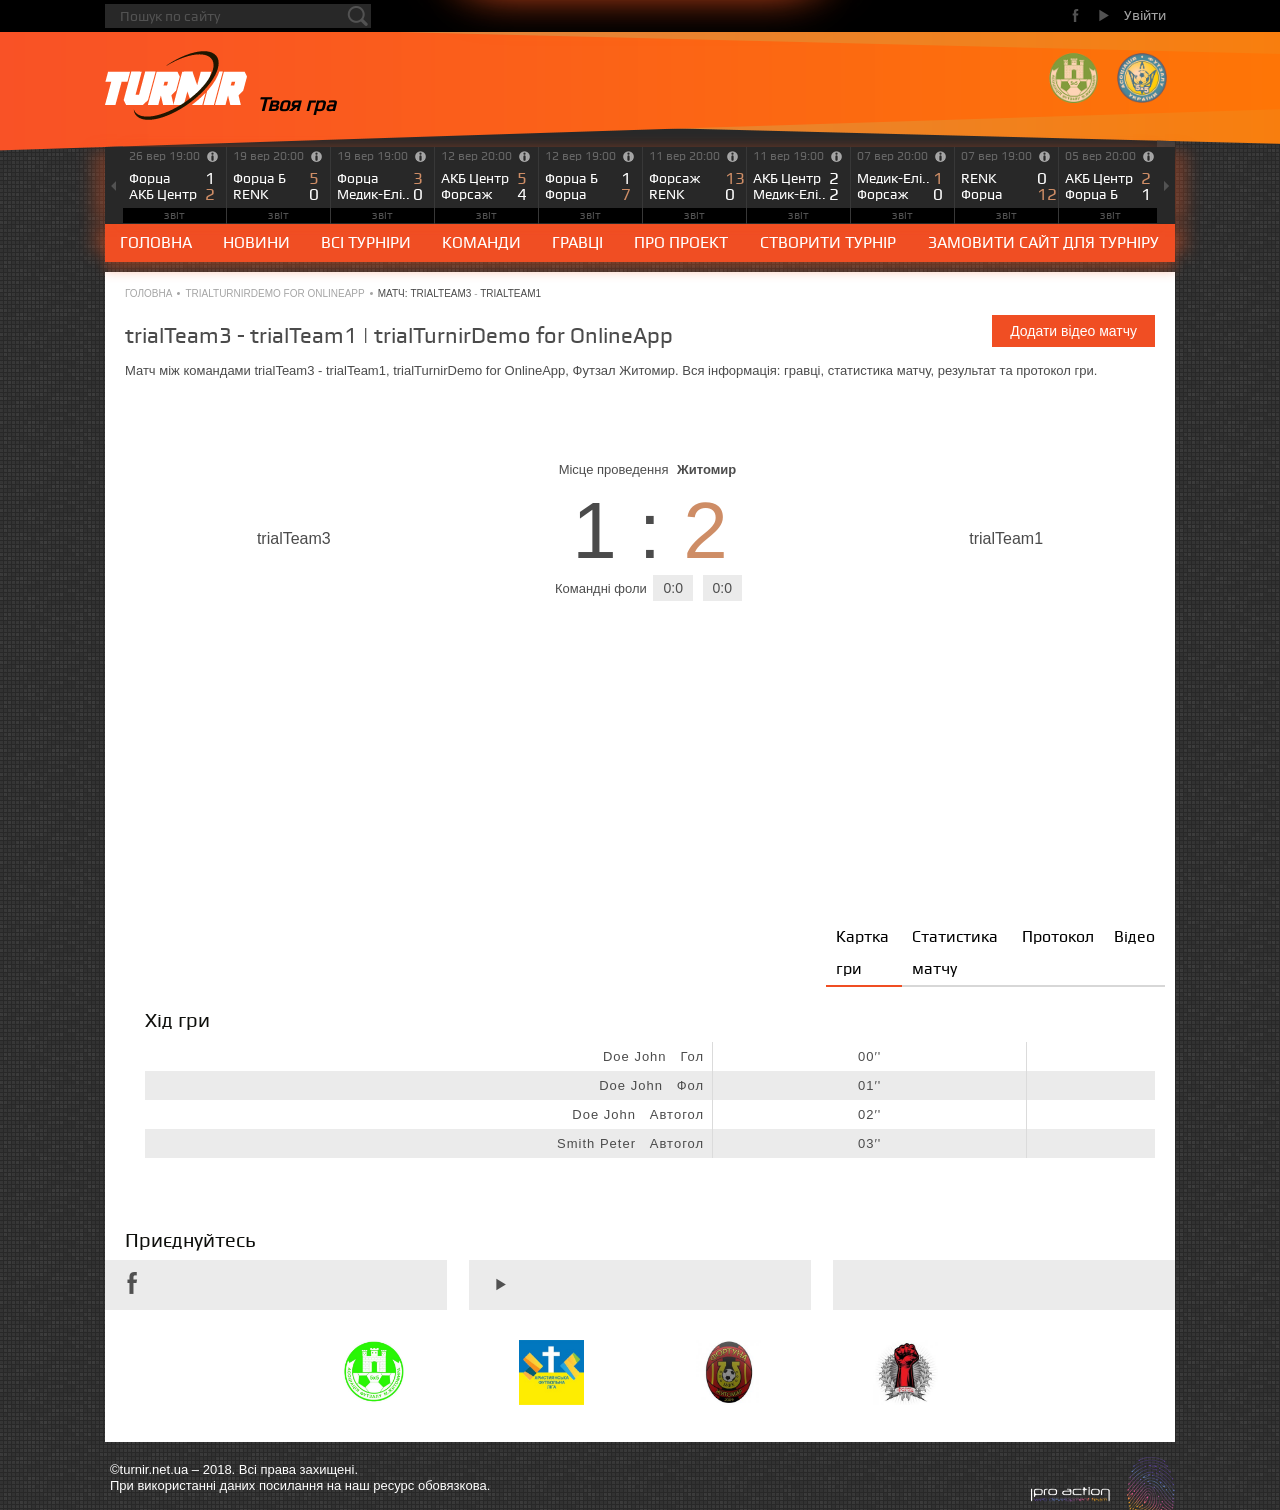 Пошук по сайту
Увійти
TURNIR
Твоя гра
26 вер 19:00 19 вер 20:00 19 вер 19:00 12 вер 20:00 12 вер 19:00 11 вер 20:00 11 вер 19:00 07 вер 20:00 07 вер 19:00 05 вер 20:00
Форца 1 Форца Б 5 Форца 3 АКБ Центр 5 Форца Б 1 Форсаж 13 АКБ Центр 2 Медик-Елі.. 1 RENK 0 АКБ Центр 2
АКБ Центр 2 RENK 0 Медик-Елі.. 0 Форсаж 4 Форца 7 RENK 0 Медик-Елі.. 2 Форсаж 0 Форца 12 Форца Б 1
звіт звіт звіт звіт звіт звіт звіт звіт звіт звіт
ГОЛОВНА НОВИНИ ВСІ ТУРНІРИ КОМАНДИ ГРАВЦІ ПРО ПРОЕКТ СТВОРИТИ ТУРНІР ЗАМОВИТИ САЙТ ДЛЯ ТУРНІРУ
ГОЛОВНА • TRIALTURNIRDEMO FOR ONLINEAPP • МАТЧ: TRIALTEAM3 - TRIALTEAM1
trialTeam3 - trialTeam1 | trialTurnirDemo for OnlineApp
Додати відео матчу
Матч між командами trialTeam3 - trialTeam1, trialTurnirDemo for OnlineApp, Футзал Житомир. Вся інформація: гравці, статистика матчу, результат та протокол гри.
Місце проведення Житомир
trialTeam3 1 : 2 trialTeam1
Командні фоли 0:0 0:0
Картка гри
Статистика матчу
Протокол
Відео
Хід гри
Doe John Гол 00''
Doe John Фол 01''
Doe John Автогол 02''
Smith Peter Автогол 03''
Приєднуйтесь
©turnir.net.ua – 2018. Всі права захищені.
При використанні даних посилання на наш ресурс обовязкова.
pro action